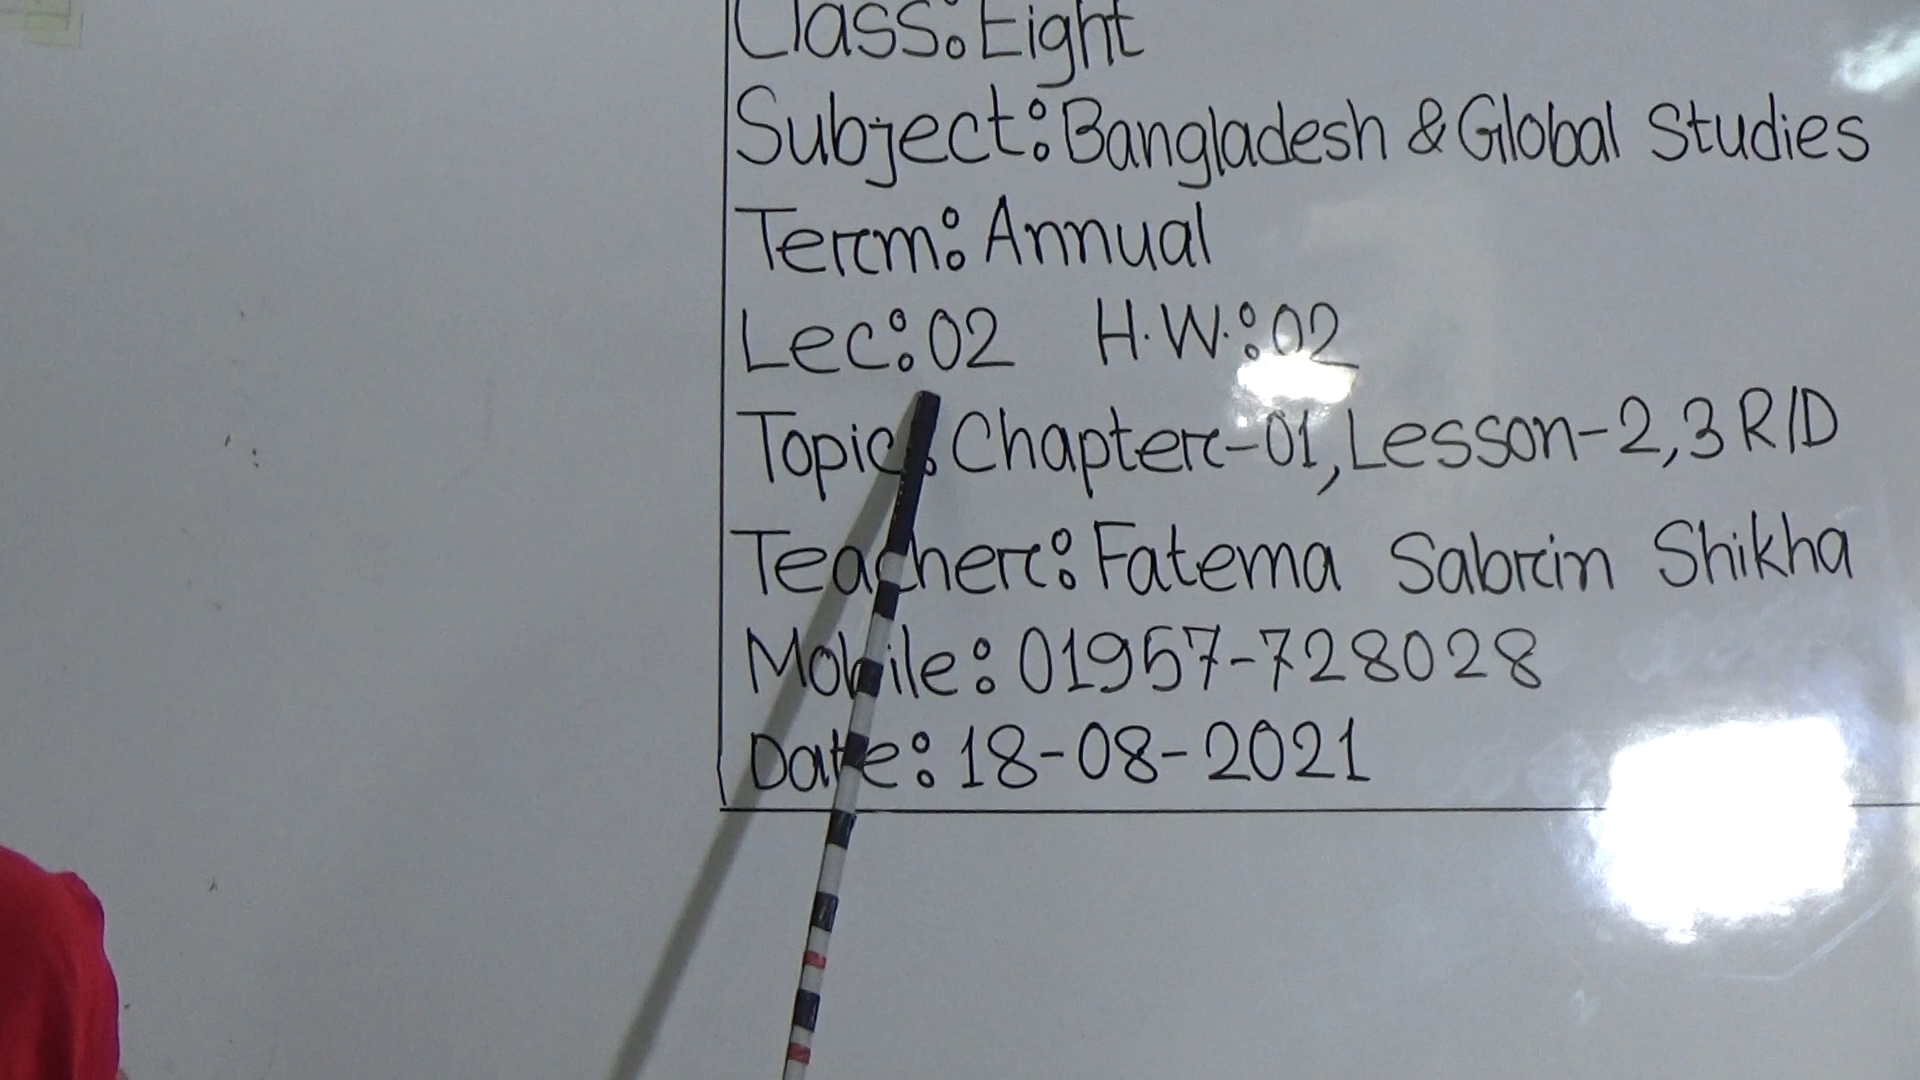 Class: Eight
Subject: Bangladesh & Global Studies
Term: Annual
Lec: 02 H.W.: 02
Topic: Chapter-01, Lesson-2,3 R/D
Teacher: Fatema Sabrin Shikha
Mobile: 01957-728028
Date: 18-08-2021